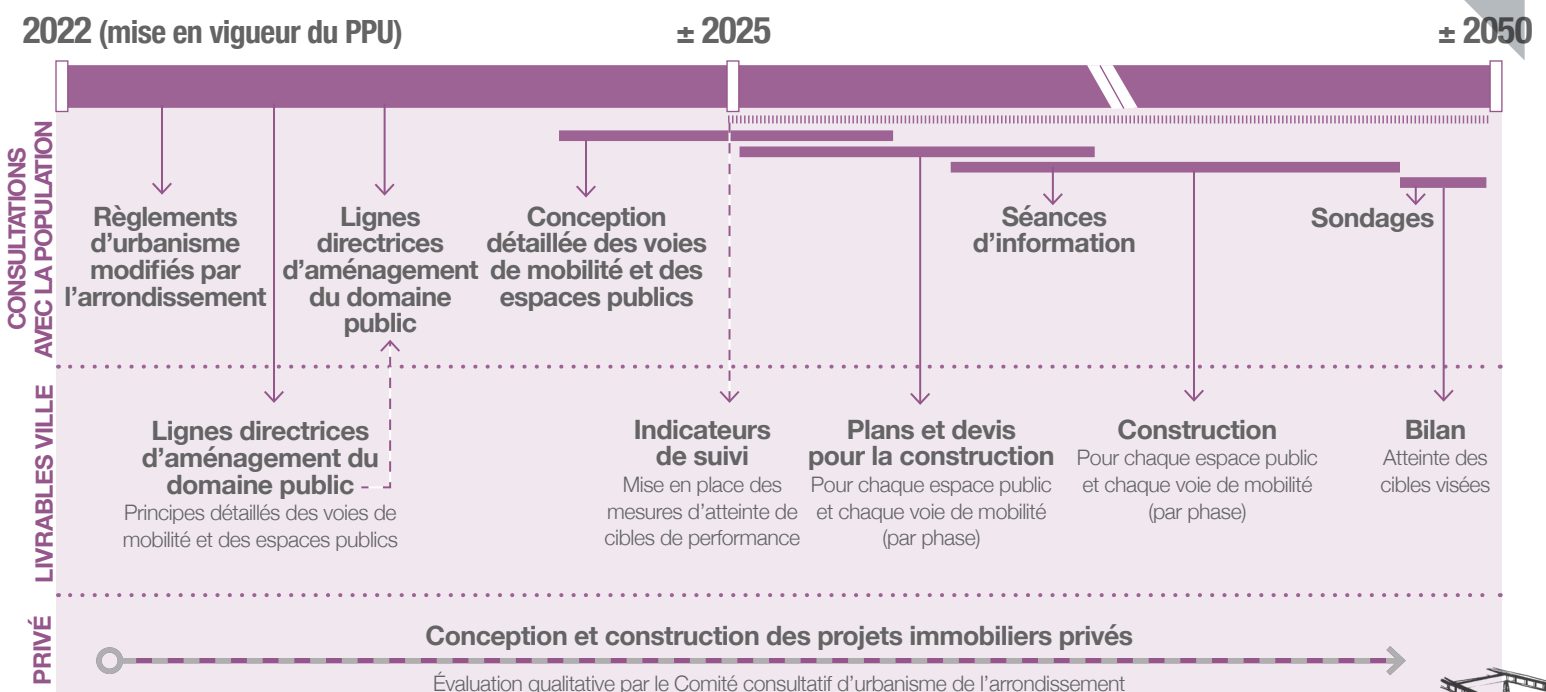 2022 (mise en vigueur du PPU)
± 2025
± 2050
CONSULTATIONS
AVEC LA POPULATION
Règlements
d'urbanisme
modifiés par
l'arrondissement
Lignes
directrices
d'aménagement
du domaine
public
Conception
détaillée des voies
de mobilité et des
espaces publics
Séances
d'information
Sondages
LIVRABLES VILLE
Lignes directrices
d'aménagement du
domaine public
Principes détaillés des voies de
mobilité et des espaces publics
Indicateurs
de suivi
Mise en place des
mesures d'atteinte de
cibles de performance
Plans et devis
pour la construction
Pour chaque espace public
et chaque voie de mobilité
(par phase)
Construction
Pour chaque espace public
et chaque voie de mobilité
(par phase)
Bilan
Atteinte des
cibles visées
PRIVÉ
Conception et construction des projets immobiliers privés
Évaluation qualitative par le Comité consultatif d'urbanisme de l'arrondissement